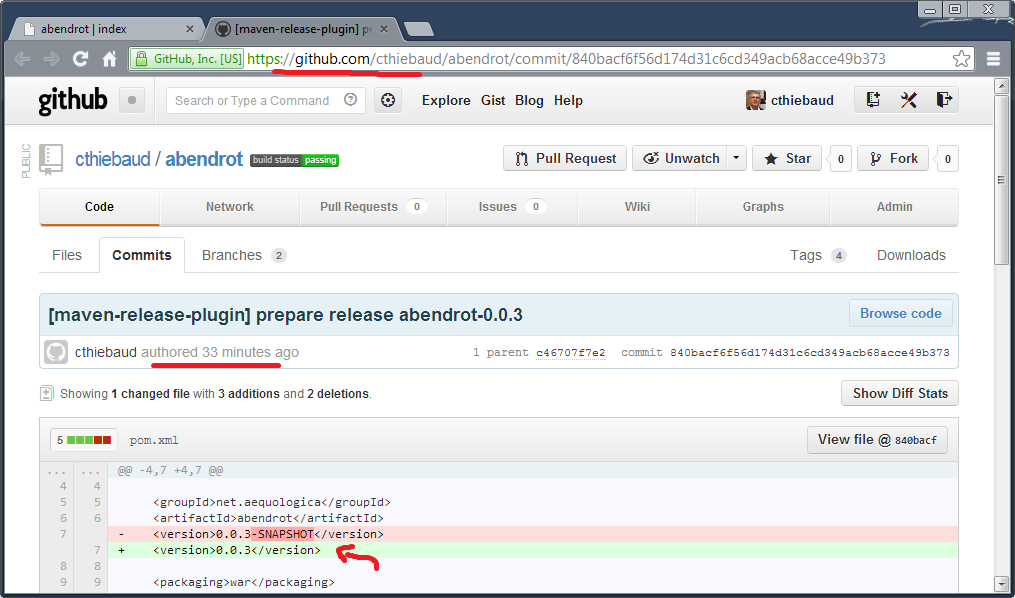 abendrot | index
[maven-release-plugin] pr
GitHub, Inc. [US] https://github.com/cthiebaud/abendrot/commit/840bacf6f56d174d31c6cd349acb68acce49b373
github Search or Type a Command Explore Gist Blog Help cthiebaud
PUBLIC
cthiebaud / abendrot build status passing Pull Request Unwatch Star 0 Fork 0
Code Network Pull Requests 0 Issues 0 Wiki Graphs Admin
Files Commits Branches 2 Tags 4 Downloads
[maven-release-plugin] prepare release abendrot-0.0.3 Browse code
cthiebaud authored 33 minutes ago 1 parent c46707f7e2 commit 840bacf6f56d174d31c6cd349acb68acce49b373
Showing 1 changed file with 3 additions and 2 deletions. Show Diff Stats
5 pom.xml View file @ 840bacf
... ... @@ -4,7 +4,7 @@
4 4
5 5 <groupId>net.aequologica</groupId>
6 6 <artifactId>abendrot</artifactId>
7 - <version>0.0.3-SNAPSHOT</version>
7 + <version>0.0.3</version>
8 8
9 9 <packaging>war</packaging>